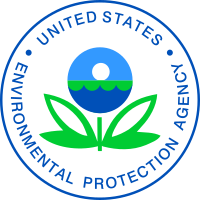 UNITED STATES
ENVIRONMENTAL PROTECTION AGENCY